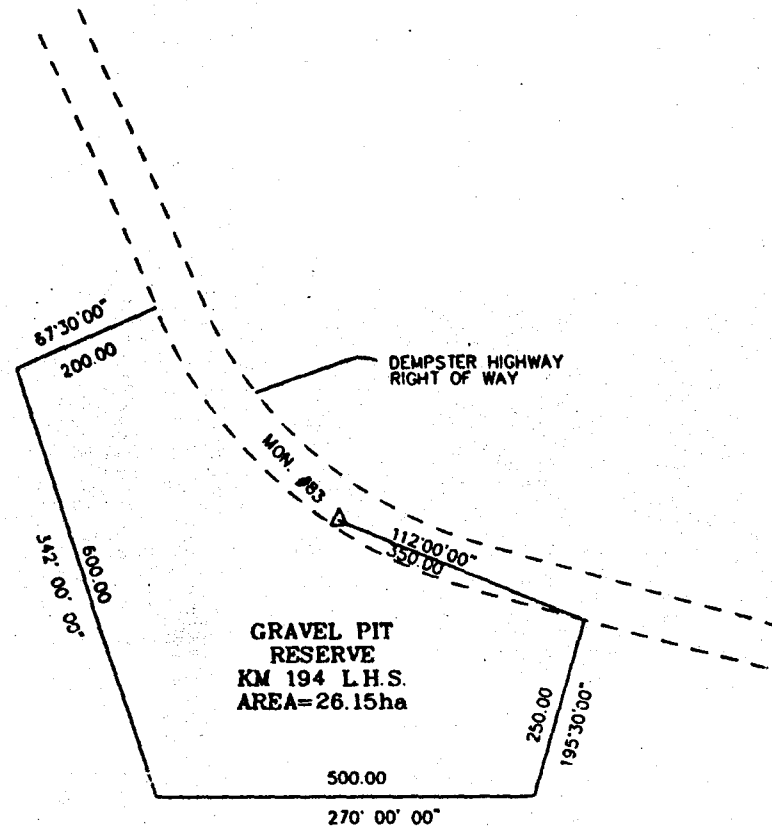 67°30'00"
200.00
DEMPSTER HIGHWAY
RIGHT OF WAY
MON. #83
112°00'00"
350.00
600.00
342° 00' 00"
GRAVEL PIT
RESERVE
KM 194 L.H.S.
AREA=26.15ha
250.00
195°30'00"
500.00
270° 00' 00"